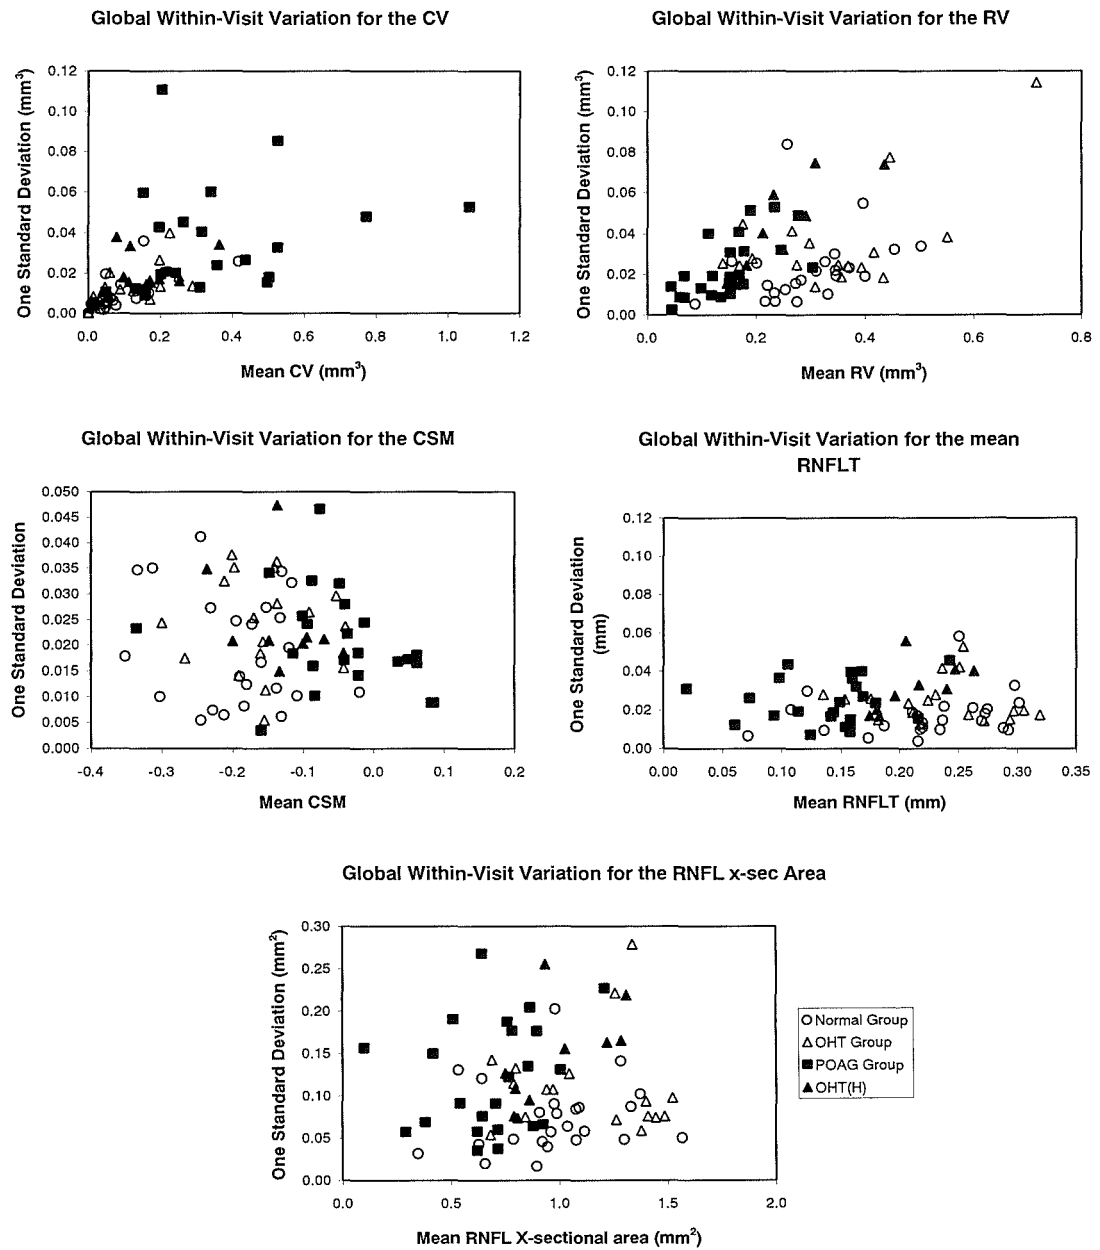 Global Within-Visit Variation for the CV
One Standard Deviation (mm³)
0.12
0.10
0.08
0.06
0.04
0.02
0.00
0.0 0.2 0.4 0.6 0.8 1.0 1.2
Mean CV (mm³)
Global Within-Visit Variation for the RV
One Standard Deviation (mm³)
0.12
0.10
0.08
0.06
0.04
0.02
0.00
0.0 0.2 0.4 0.6 0.8
Mean RV (mm³)
Global Within-Visit Variation for the CSM
One Standard Deviation
0.050
0.045
0.040
0.035
0.030
0.025
0.020
0.015
0.010
0.005
0.000
-0.4 -0.3 -0.2 -0.1 0.0 0.1 0.2
Mean CSM
Global Within-Visit Variation for the mean
RNFLT
One Standard Deviation
(mm)
0.12
0.10
0.08
0.06
0.04
0.02
0.00
0.00 0.05 0.10 0.15 0.20 0.25 0.30 0.35
Mean RNFLT (mm)
Global Within-Visit Variation for the RNFL x-sec Area
One Standard Deviation (mm²)
0.30
0.25
0.20
0.15
0.10
0.05
0.00
0.0 0.5 1.0 1.5 2.0
Mean RNFL X-sectional area (mm²)
Normal Group
OHT Group
POAG Group
OHT(H)